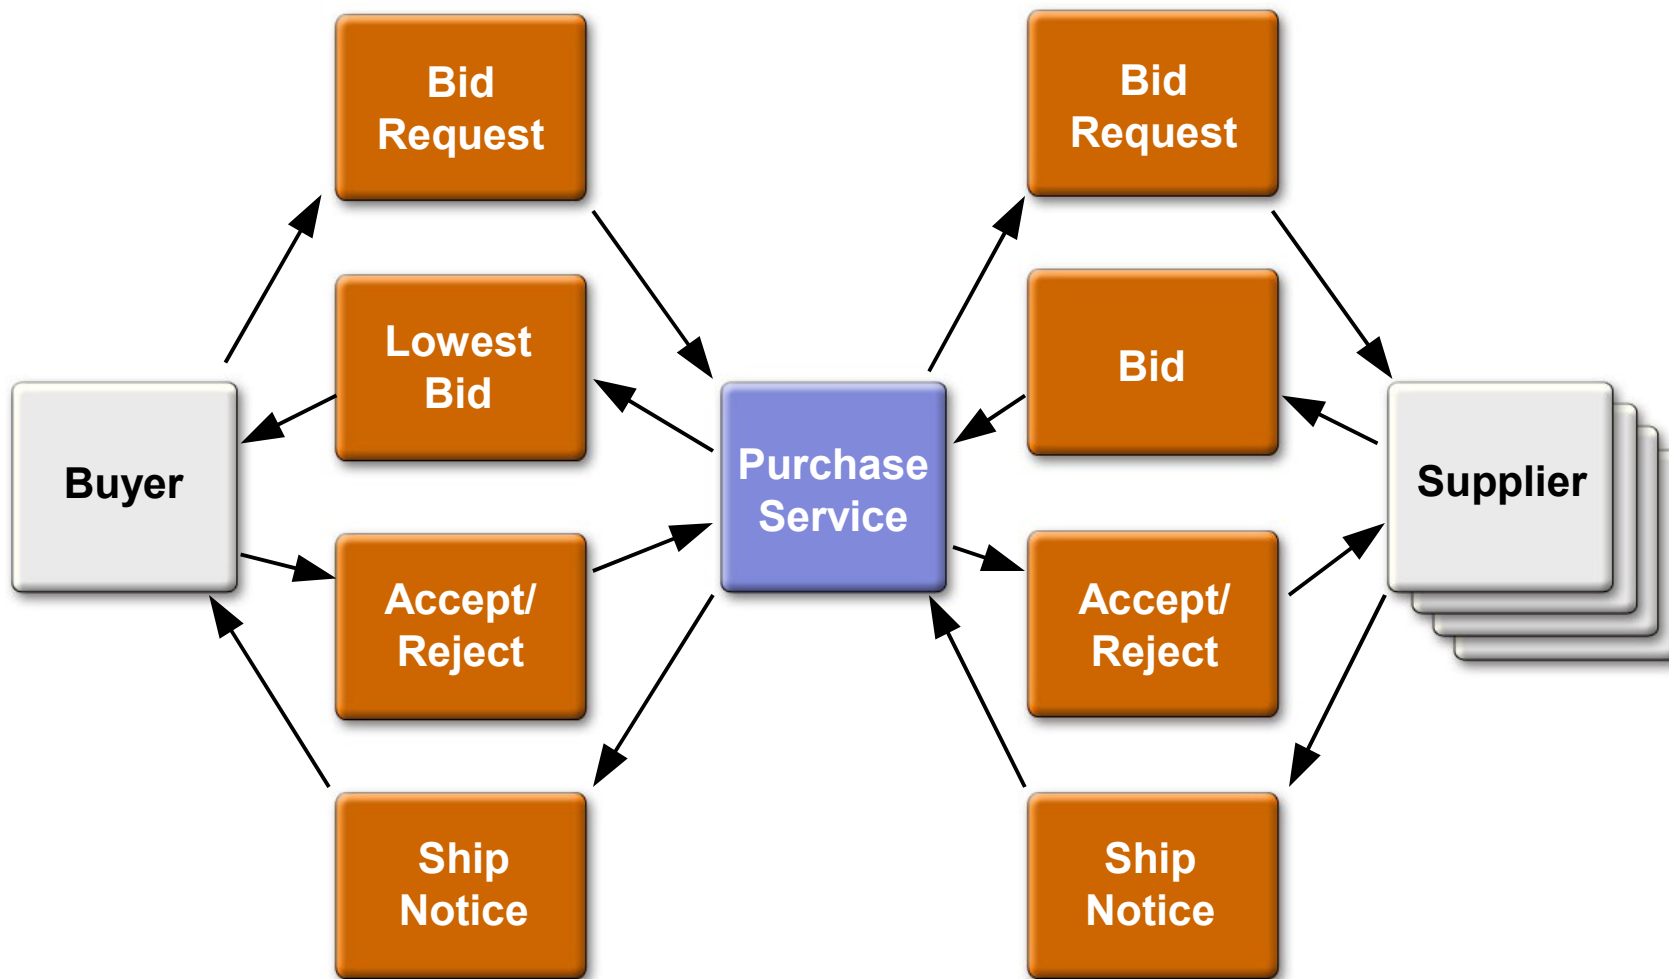 Bid
Request
Bid
Request
Lowest
Bid
Bid
Buyer
Purchase
Service
Supplier
Accept/
Reject
Accept/
Reject
Ship
Notice
Ship
Notice